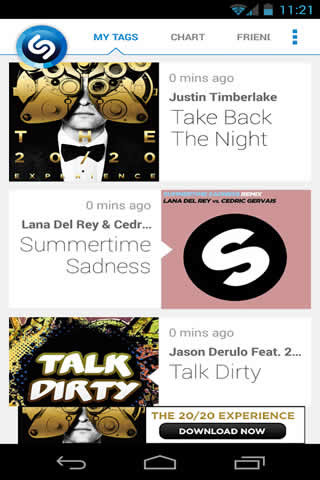 11:21
MY TAGS
CHART
FRIEN
0 mins ago
Justin Timberlake
Take Back
The Night
THE
20/20
EXPERIENCE
0 mins ago
Lana Del Rey & Cedr...
Summertime
Sadness
SUMMERTIME SADNESS REMIX
LANA DEL REY vs. CEDRIC GERVAIS
0 mins ago
Jason Derulo Feat. 2...
Talk Dirty
TALK
DIRTY
THE 20/20 EXPERIENCE
DOWNLOAD NOW